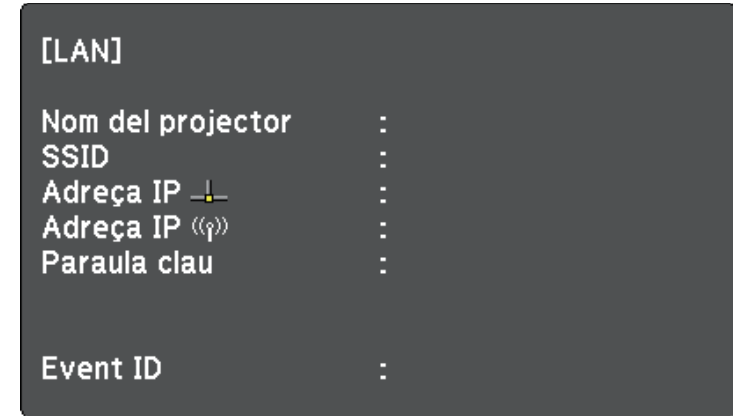 [LAN]
Nom del projector :
SSID :
Adreça IP :
Adreça IP :
Paraula clau :
Event ID :